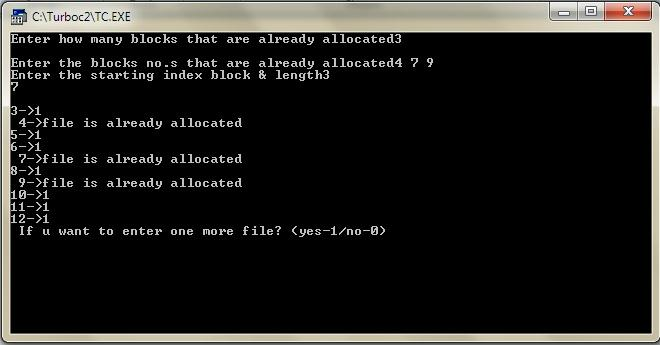 C:\Turboc2\TC.EXE
Enter how many blocks that are already allocated3
Enter the blocks no.s that are already allocated4 7 9
Enter the starting index block & length3
7
3->1
4->file is already allocated
5->1
6->1
7->file is already allocated
8->1
9->file is already allocated
10->1
11->1
12->1
If u want to enter one more file? (yes-1/no-0)